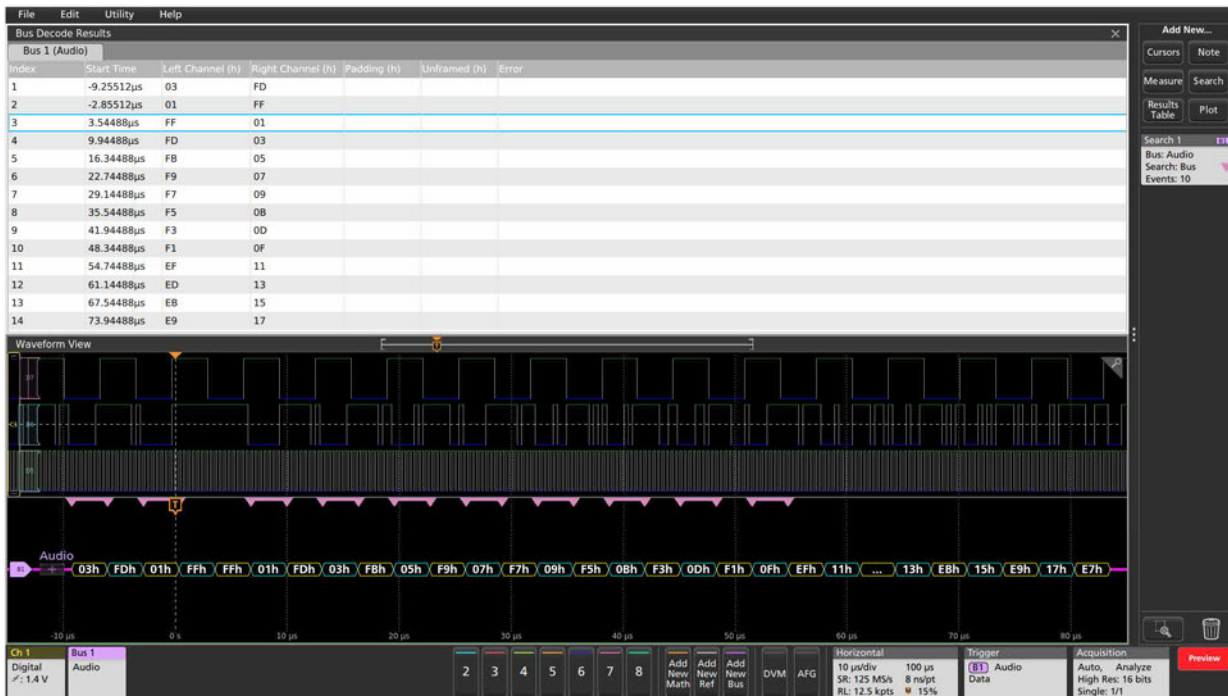 File Edit Utility Help
Bus Decode Results
Bus 1 (Audio)
Index Start Time Left Channel (h) Right Channel (h) Padding (h) Unframed (h) Error
1 -9.25512µs 03 FD
2 -2.85512µs 01 FF
3 3.54488µs FF 01
4 9.94488µs FD 03
5 16.34488µs FB 05
6 22.74488µs F9 07
7 29.14488µs F7 09
8 35.54488µs F5 0B
9 41.94488µs F3 0D
10 48.34488µs F1 0F
11 54.74488µs EF 11
12 61.14488µs ED 13
13 67.54488µs EB 15
14 73.94488µs E9 17
Add New...
Cursors Note
Measure Search
Results Table Plot
Search 1
Bus: Audio
Search: Bus
Events: 10
Waveform View
D7
D6
D5
T
Audio
B1 03h FDh 01h FFh FFh 01h FDh 03h FBh 05h F9h 07h F7h 09h F5h 0Bh F3h 0Dh F1h 0Fh EFh 11h ... 13h EBh 15h E9h 17h E7h
-10 µs 0 s 10 µs 20 µs 30 µs 40 µs 50 µs 60 µs 70 µs 80 µs
Ch 1
Digital
: 1.4 V
Bus 1
Audio
2 3 4 5 6 7 8
Add New Math
Add New Ref
Add New Bus
DVM AFG
Horizontal
10 µs/div 100 µs
SR: 125 MS/s 8 ns/pt
RL: 12.5 kpts 15%
Trigger
B1 Audio
Data
Acquisition
Auto, Analyze
High Res: 16 bits
Single: 1/1
Preview